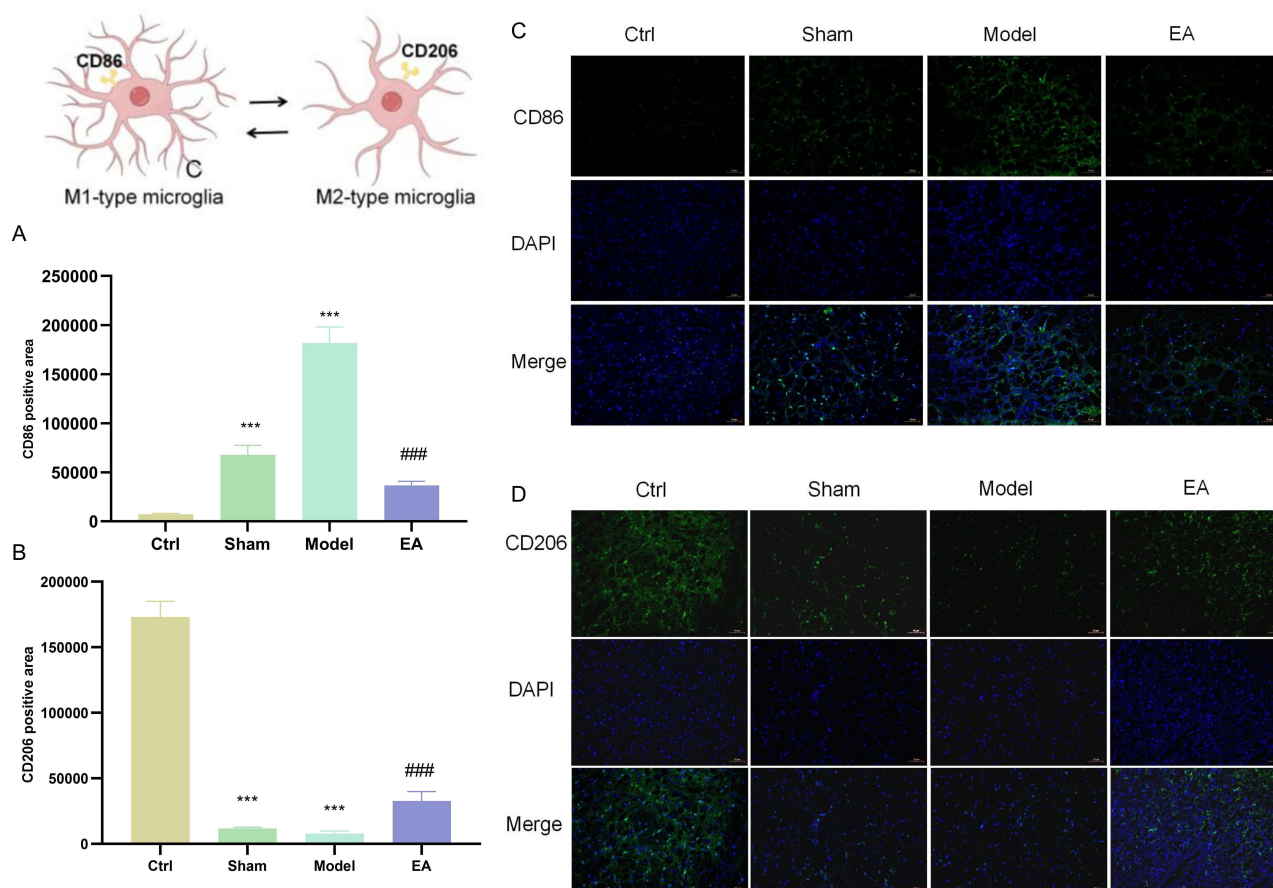 CD86
CD206
C
M1-type microglia
M2-type microglia
A
CD86 positive area
250000
200000
150000
100000
50000
0
***
***
###
Ctrl
Sham
Model
EA
B
CD206 positive area
200000
150000
100000
50000
0
***
***
###
Ctrl
Sham
Model
EA
C
Ctrl
Sham
Model
EA
CD86
DAPI
Merge
D
Ctrl
Sham
Model
EA
CD206
DAPI
Merge